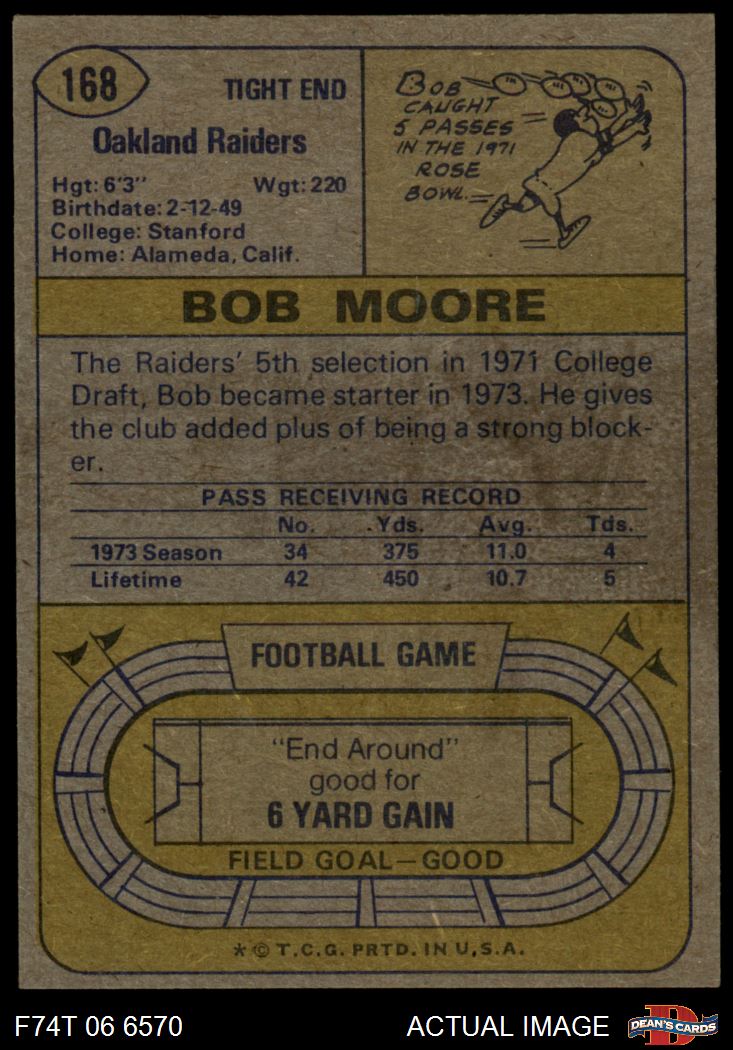 168
TIGHT END
Oakland Raiders
Hgt: 6'3" Wgt: 220
Birthdate: 2-12-49
College: Stanford
Home: Alameda, Calif.
BOB
CAUGHT
5 PASSES
IN THE 1971
ROSE
BOWL.
BOB MOORE
The Raiders' 5th selection in 1971 College
Draft, Bob became starter in 1973. He gives
the club added plus of being a strong block-
er.
PASS RECEIVING RECORD
No. Yds. Avg. Tds.
1973 Season 34 375 11.0 4
Lifetime 42 450 10.7 5
FOOTBALL GAME
"End Around"
good for
6 YARD GAIN
FIELD GOAL—GOOD
* © T.C.G. PRTD. IN U.S.A.
F74T 06 6570 ACTUAL IMAGE
D
DEAN'S CARDS